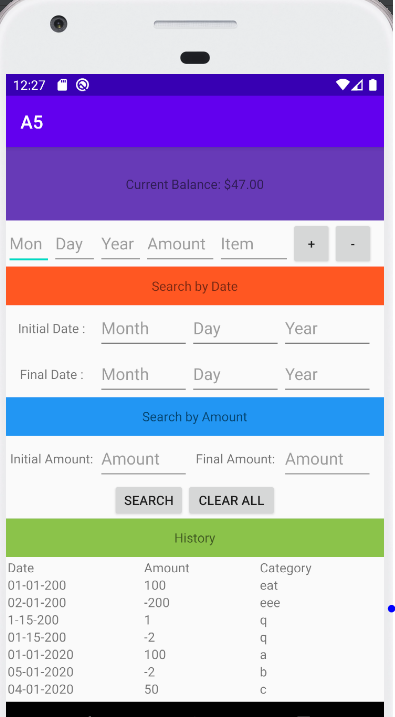 12:27
A5
Current Balance: $47.00
Mon Day Year Amount Item + -
Search by Date
Initial Date : Month Day Year
Final Date : Month Day Year
Search by Amount
Initial Amount: Amount Final Amount: Amount
SEARCH CLEAR ALL
History
Date Amount Category
01-01-200 100 eat
02-01-200 -200 eee
1-15-200 1 q
01-15-200 -2 q
01-01-2020 100 a
05-01-2020 -2 b
04-01-2020 50 c